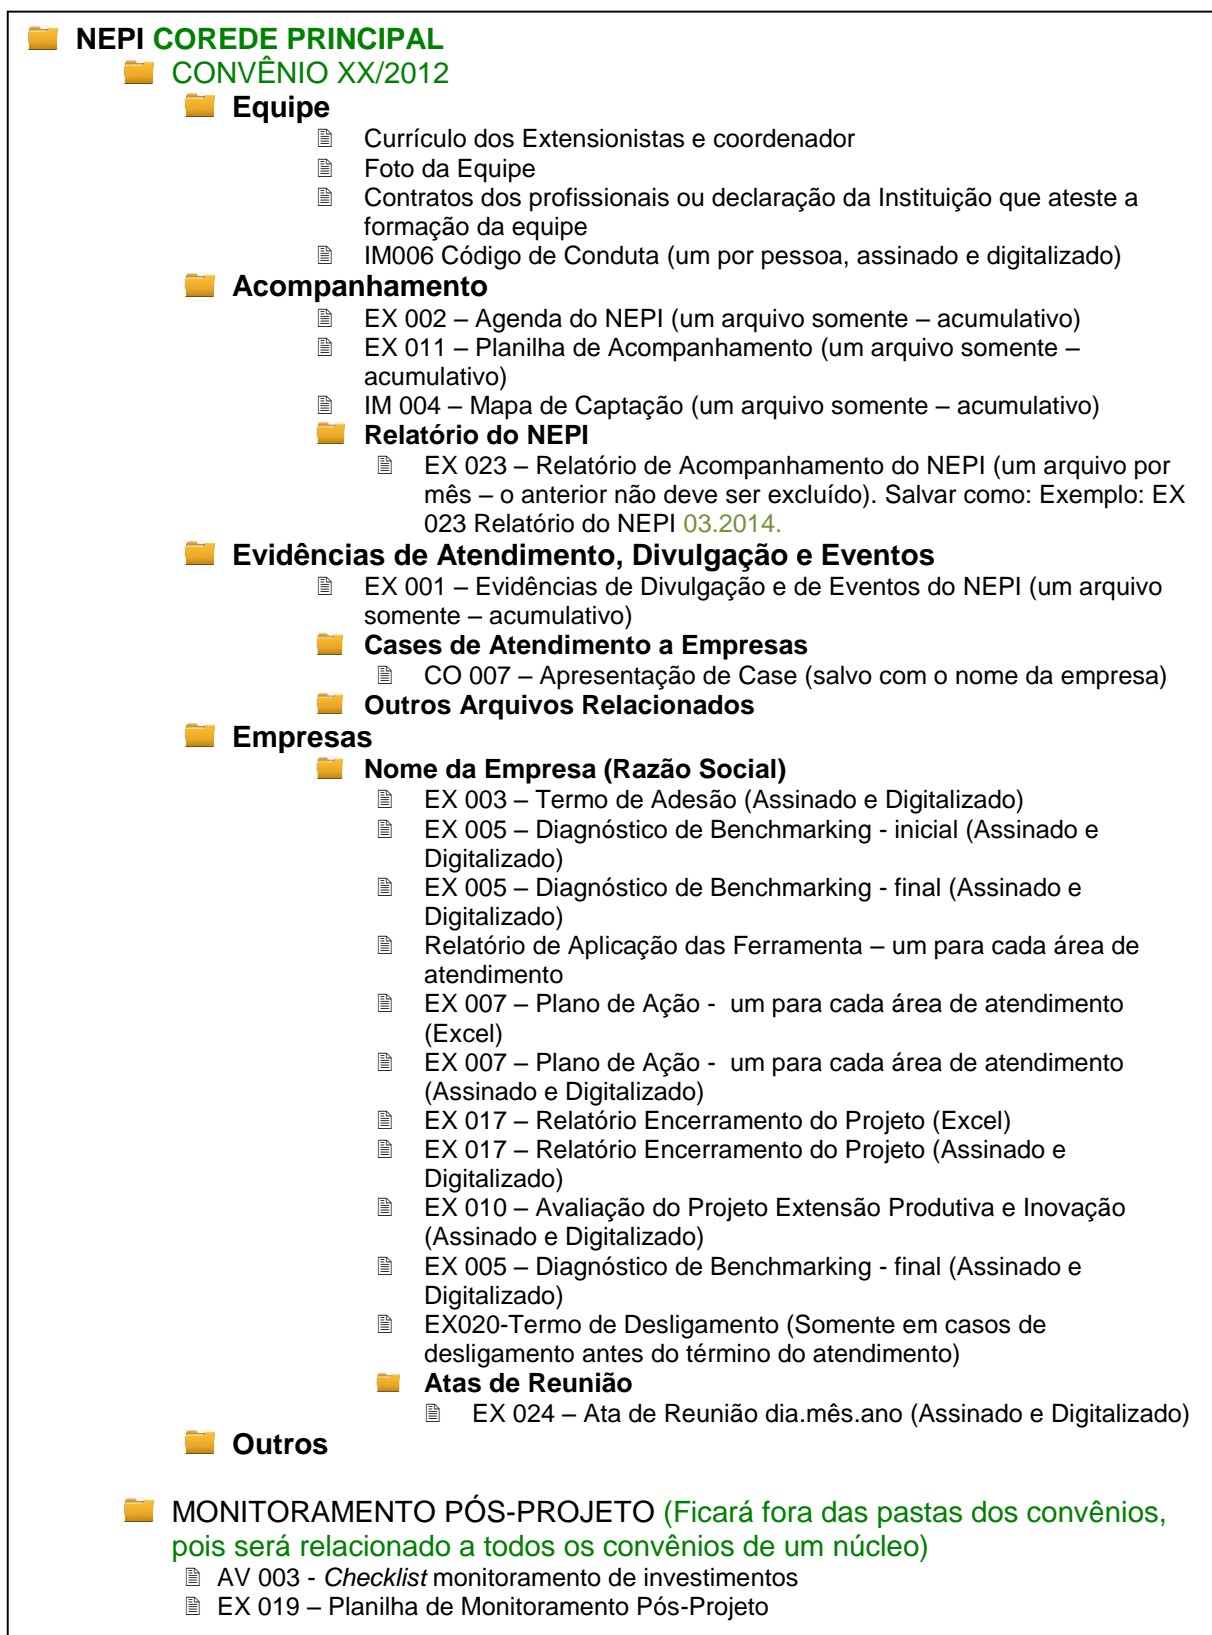 NEPI COREDE PRINCIPAL
CONVÊNIO XX/2012
Equipe
Currículo dos Extensionistas e coordenador
Foto da Equipe
Contratos dos profissionais ou declaração da Instituição que ateste a
formação da equipe
IM006 Código de Conduta (um por pessoa, assinado e digitalizado)
Acompanhamento
EX 002 – Agenda do NEPI (um arquivo somente – acumulativo)
EX 011 – Planilha de Acompanhamento (um arquivo somente –
acumulativo)
IM 004 – Mapa de Captação (um arquivo somente – acumulativo)
Relatório do NEPI
EX 023 – Relatório de Acompanhamento do NEPI (um arquivo por
mês – o anterior não deve ser excluído). Salvar como: Exemplo: EX
023 Relatório do NEPI 03.2014.
Evidências de Atendimento, Divulgação e Eventos
EX 001 – Evidências de Divulgação e de Eventos do NEPI (um arquivo
somente – acumulativo)
Cases de Atendimento a Empresas
CO 007 – Apresentação de Case (salvo com o nome da empresa)
Outros Arquivos Relacionados
Empresas
Nome da Empresa (Razão Social)
EX 003 – Termo de Adesão (Assinado e Digitalizado)
EX 005 – Diagnóstico de Benchmarking - inicial (Assinado e
Digitalizado)
EX 005 – Diagnóstico de Benchmarking - final (Assinado e
Digitalizado)
Relatório de Aplicação das Ferramenta – um para cada área de
atendimento
EX 007 – Plano de Ação - um para cada área de atendimento
(Excel)
EX 007 – Plano de Ação - um para cada área de atendimento
(Assinado e Digitalizado)
EX 017 – Relatório Encerramento do Projeto (Excel)
EX 017 – Relatório Encerramento do Projeto (Assinado e
Digitalizado)
EX 010 – Avaliação do Projeto Extensão Produtiva e Inovação
(Assinado e Digitalizado)
EX 005 – Diagnóstico de Benchmarking - final (Assinado e
Digitalizado)
EX020-Termo de Desligamento (Somente em casos de
desligamento antes do término do atendimento)
Atas de Reunião
EX 024 – Ata de Reunião dia.mês.ano (Assinado e Digitalizado)
Outros
MONITORAMENTO PÓS-PROJETO (Ficará fora das pastas dos convênios,
pois será relacionado a todos os convênios de um núcleo)
AV 003 - Checklist monitoramento de investimentos
EX 019 – Planilha de Monitoramento Pós-Projeto